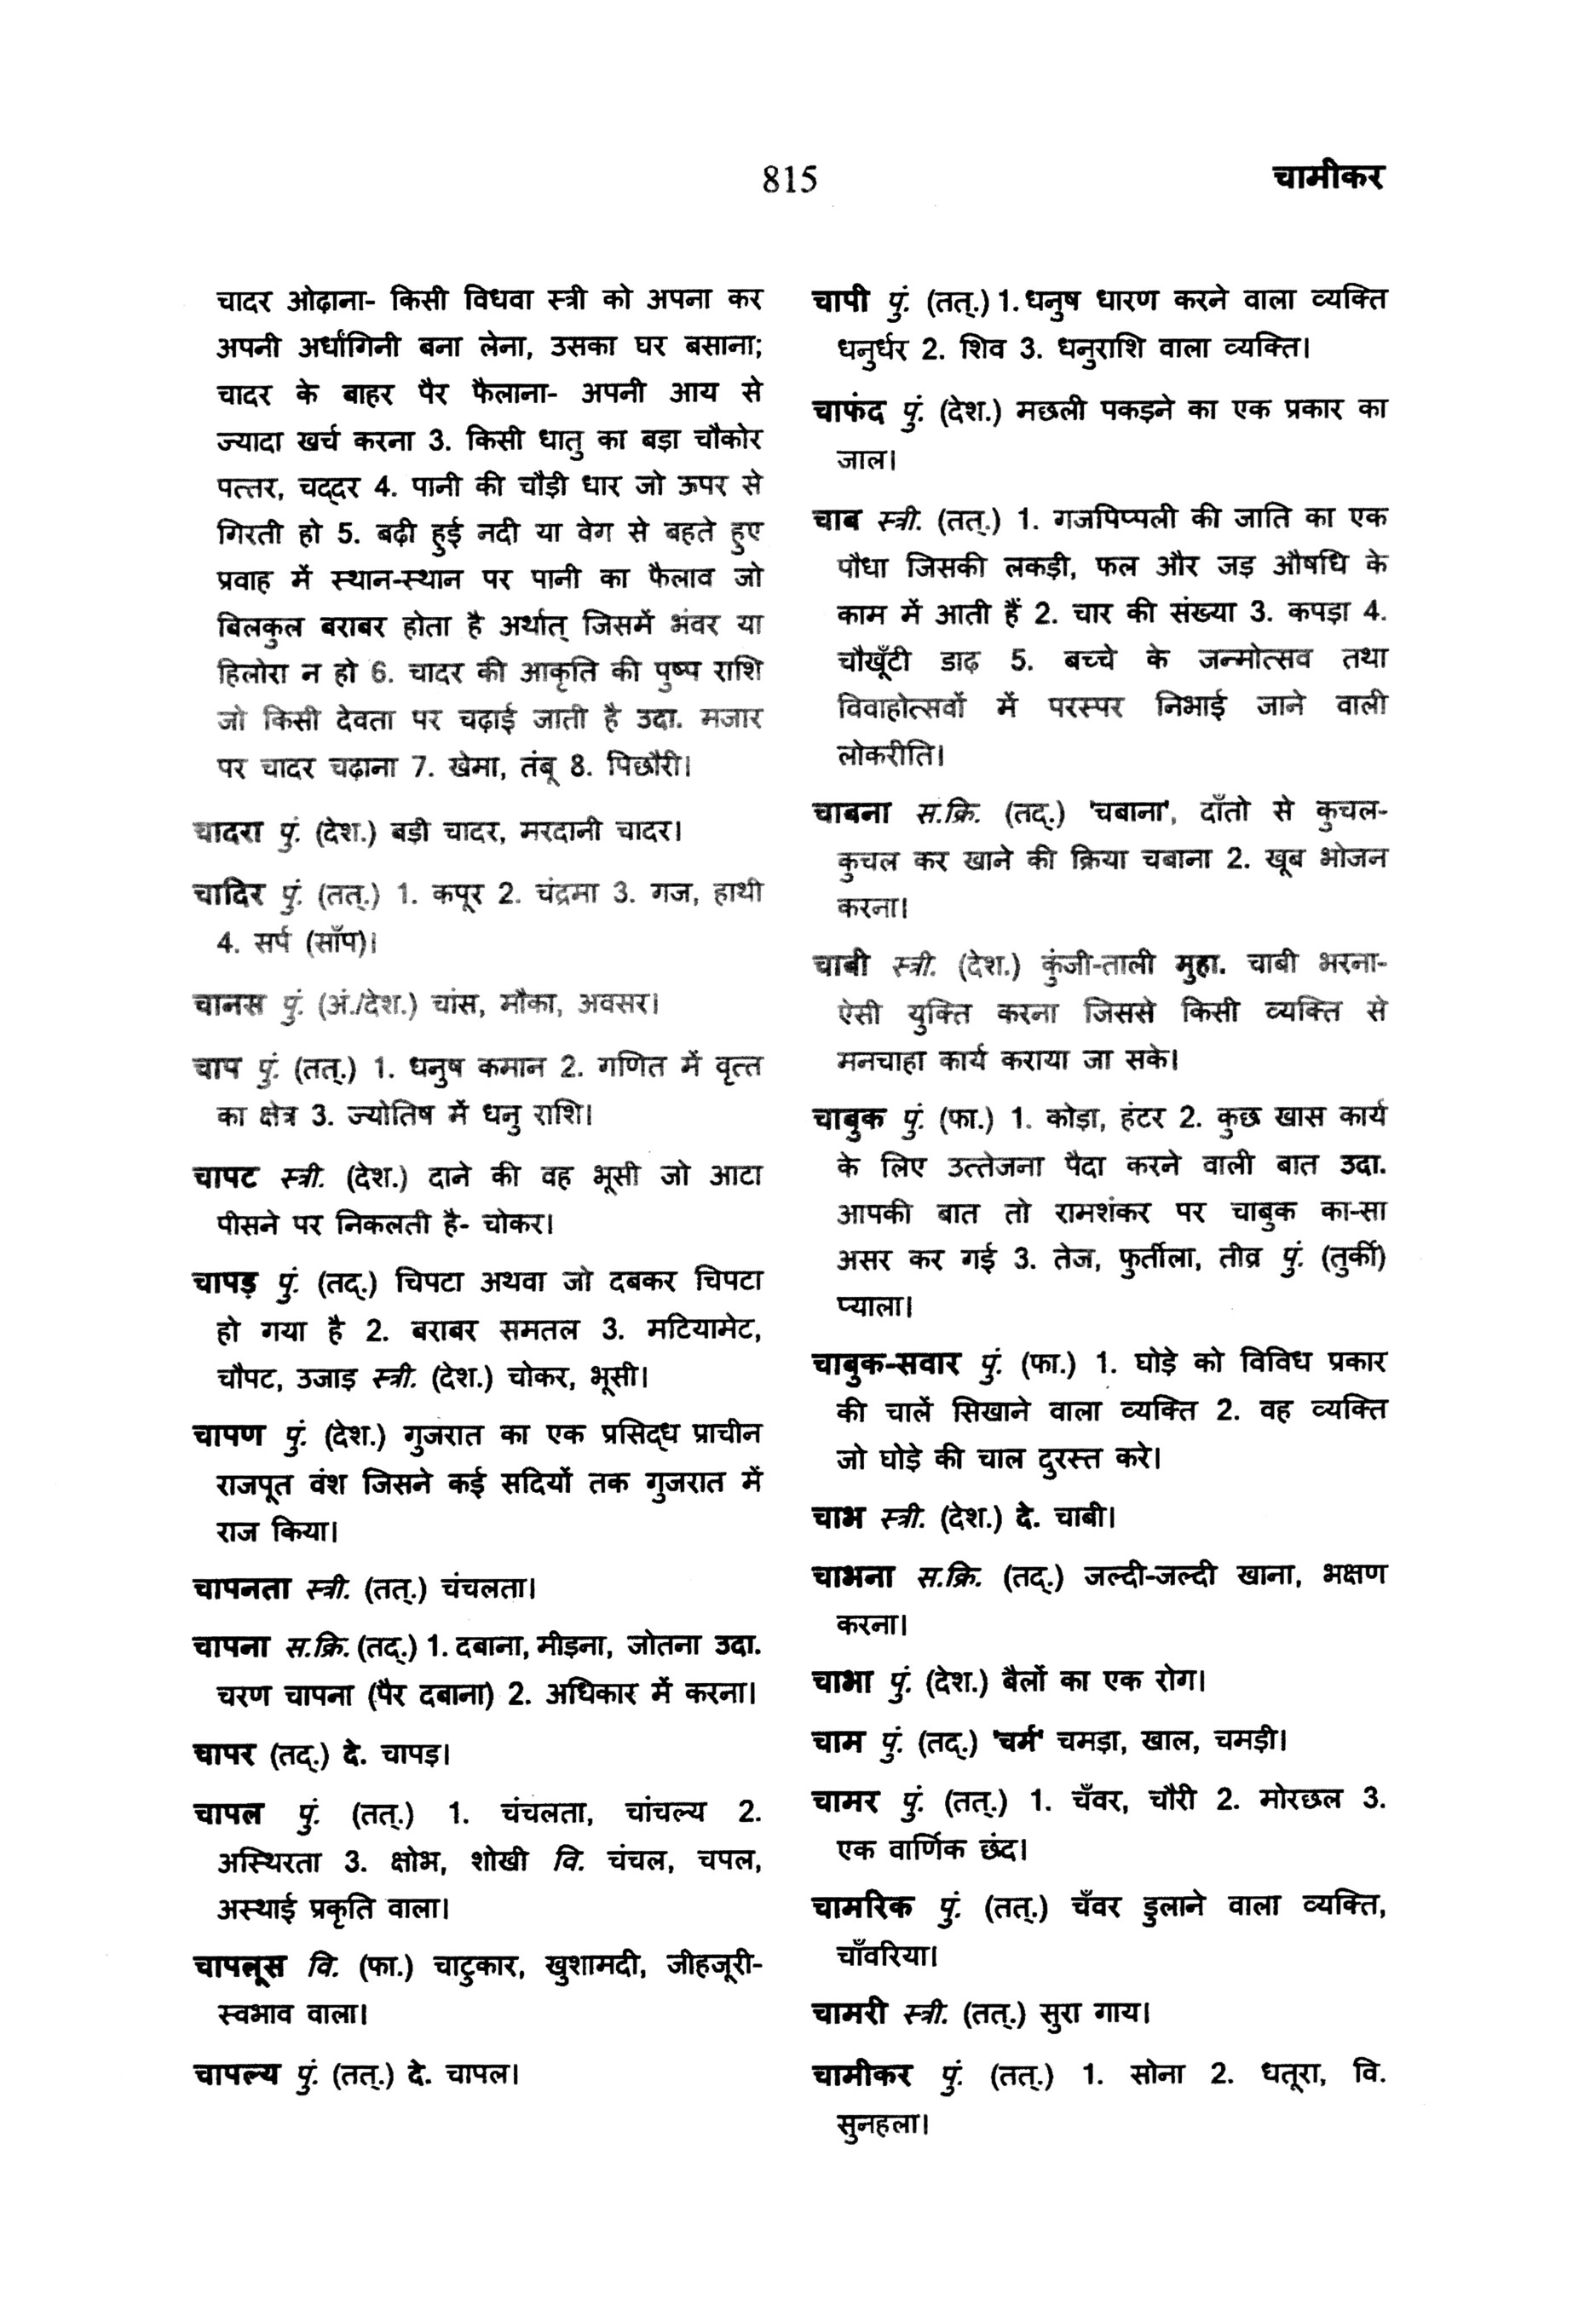 815
चामीकर
चादर ओढ़ाना- किसी विधवा स्त्री को अपना कर
अपनी अर्धांगिनी बना लेना, उसका घर बसाना;
चादर के बाहर पैर फैलाना- अपनी आय से
ज्यादा खर्च करना 3. किसी धातु का बड़ा चौकोर
पत्तर, चद्दर 4. पानी की चौड़ी धार जो ऊपर से
गिरती हो 5. बढ़ी हुई नदी या वेग से बहते हुए
प्रवाह में स्थान-स्थान पर पानी का फैलाव जो
बिलकुल बराबर होता है अर्थात् जिसमें भंवर या
हिलोरा न हो 6. चादर की आकृति की पुष्प राशि
जो किसी देवता पर चढ़ाई जाती है उदा. मजार
पर चादर चढ़ाना 7. खेमा, तंबू 8. पिछौरी।
चादरा पुं. (देश.) बड़ी चादर, मरदानी चादर।
चादिर पुं. (तत्.) 1. कपूर 2. चंद्रमा 3. गज, हाथी
4. सर्प (साँप)।
चानस पुं. (अं./देश.) चांस, मौका, अवसर।
चाप पुं. (तत्.) 1. धनुष कमान 2. गणित में वृत्त
का क्षेत्र 3. ज्योतिष में धनु राशि।
चापट स्त्री. (देश.) दाने की वह भूसी जो आटा
पीसने पर निकलती है- चोकर।
चापड़ पुं. (तद्.) चिपटा अथवा जो दबकर चिपटा
हो गया है 2. बराबर समतल 3. मटियामेट,
चौपट, उजाड़ स्त्री. (देश.) चोकर, भूसी।
चापण पुं. (देश.) गुजरात का एक प्रसिद्ध प्राचीन
राजपूत वंश जिसने कई सदियों तक गुजरात में
राज किया।
चापनता स्त्री. (तत्.) चंचलता।
चापना स.क्रि. (तद्.) 1. दबाना, मीड़ना, जोतना उदा.
चरण चापना (पैर दबाना) 2. अधिकार में करना।
चापर (तद्.) दे. चापड़।
चापल पुं. (तत्.) 1. चंचलता, चांचल्य 2.
अस्थिरता 3. क्षोभ, शोखी वि. चंचल, चपल,
अस्थाई प्रकृति वाला।
चापलूस वि. (फा.) चाटुकार, खुशामदी, जीहजूरी-
स्वभाव वाला।
चापल्य पुं. (तत्.) दे. चापल।
चापी पुं. (तत्.) 1. धनुष धारण करने वाला व्यक्ति
धनुर्धर 2. शिव 3. धनुराशि वाला व्यक्ति।
चाफंद पुं. (देश.) मछली पकड़ने का एक प्रकार का
जाल।
चाब स्त्री. (तत्.) 1. गजपिप्पली की जाति का एक
पौधा जिसकी लकड़ी, फल और जड़ औषधि के
काम में आती हैं 2. चार की संख्या 3. कपड़ा 4.
चौखूँटी डाढ़ 5. बच्चे के जन्मोत्सव तथा
विवाहोत्सवों में परस्पर निभाई जाने वाली
लोकरीति।
चाबना स.क्रि. (तद्.) 'चबाना', दाँतो से कुचल-
कुचल कर खाने की क्रिया चबाना 2. खूब भोजन
करना।
चाबी स्त्री. (देश.) कुंजी-ताली मुहा. चाबी भरना-
ऐसी युक्ति करना जिससे किसी व्यक्ति से
मनचाहा कार्य कराया जा सके।
चाबुक पुं. (फा.) 1. कोड़ा, हंटर 2. कुछ खास कार्य
के लिए उत्तेजना पैदा करने वाली बात उदा.
आपकी बात तो रामशंकर पर चाबुक का-सा
असर कर गई 3. तेज, फुर्तीला, तीव्र पुं. (तुर्की)
प्याला।
चाबुक-सवार पुं. (फा.) 1. घोड़े को विविध प्रकार
की चालें सिखाने वाला व्यक्ति 2. वह व्यक्ति
जो घोड़े की चाल दुरस्त करे।
चाभ स्त्री. (देश.) दे. चाबी।
चाभना स.क्रि. (तद्.) जल्दी-जल्दी खाना, भक्षण
करना।
चाभा पुं. (देश.) बैलों का एक रोग।
चाम पुं. (तद्.) 'चर्म' चमड़ा, खाल, चमड़ी।
चामर पुं. (तत्.) 1. चँवर, चौरी 2. मोरछल 3.
एक वार्णिक छंद।
चामरिक पुं. (तत्.) चँवर डुलाने वाला व्यक्ति,
चाँवरिया।
चामरी स्त्री. (तत्.) सुरा गाय।
चामीकर पुं. (तत्.) 1. सोना 2. धतूरा, वि.
सुनहला।